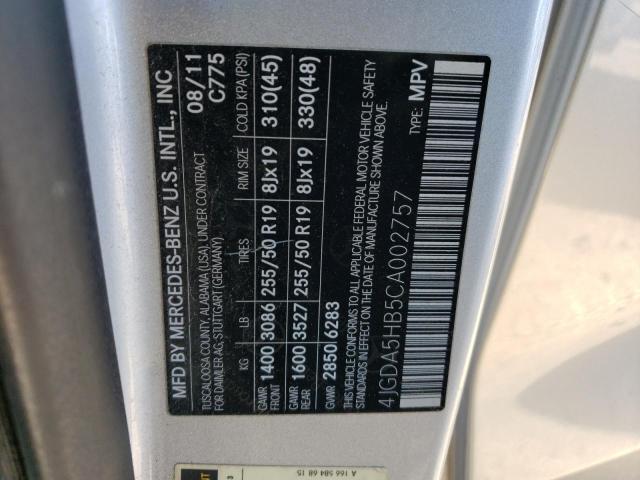 MFD BY MERCEDES-BENZ U.S. INTL., INC 08/11
TUSCALOOSA COUNTY, ALABAMA (USA), UNDER CONTRACT C775
FOR DAIMLER AG, STUTTGART (GERMANY)
KG LB TIRES RIM SIZE COLD KPA (PSI)
GAWR FRONT 1400 3086 255/50 R19 8Jx19 310(45)
GAWR REAR 1600 3527 255/50 R19 8Jx19 330(48)
GVWR 2850 6283
THIS VEHICLE CONFORMS TO ALL APPLICABLE FEDERAL MOTOR VEHICLE SAFETY
STANDARDS IN EFFECT ON THE DATE OF MANUFACTURE SHOWN ABOVE.
4JGDA5HB5CA002757 TYPE: MPV
A 166 584 68 15